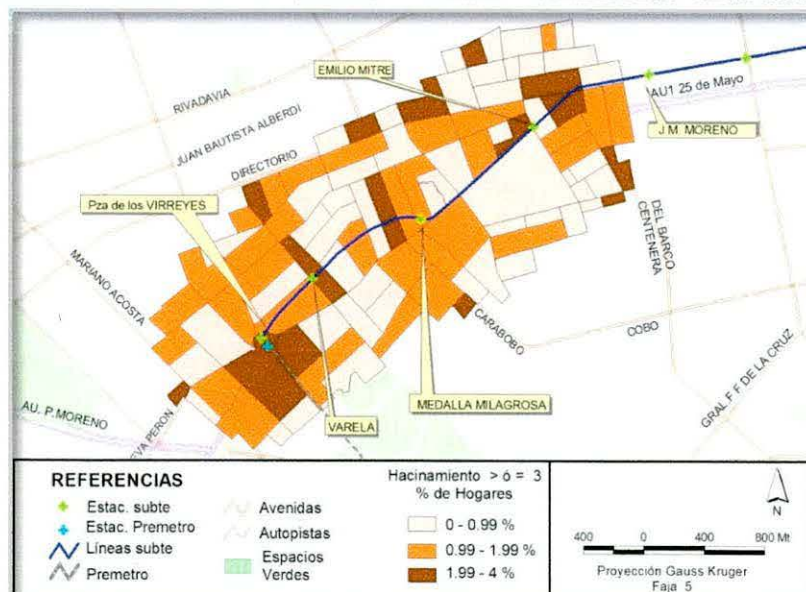 EMILIO MITRE
RIVADAVIA
AU1 25 de Mayo
JUAN BAUTISTA ALBERDI
J.M. MORENO
DIRECTORIO
Pza de los VIRREYES
DEL BARCO
CENTENERA
MARIANO ACOSTA
CARABOBO
COBO
GRAL F F DE LA CRUZ
AU. P.MORENO
EVA PERON
VARELA
MEDALLA MILAGROSA
REFERENCIAS
Estac. subte
Estac. Premetro
Líneas subte
Premetro
Avenidas
Autopistas
Espacios
Verdes
Hacinamiento > ó = 3
% de Hogares
0 - 0.99 %
0.99 - 1.99 %
1.99 - 4 %
N
400 0 400 800 Mt
Proyección Gauss Kruger
Faja 5